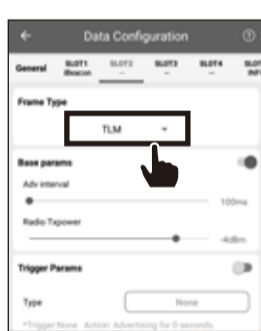 Data Configuration
General SLOT1 SLOT2 SLOT3 SLOT4
iBeacon -- -- --
Frame Type
TLM
Base params
Adv interval
100ms
Radio Txpower
-4dBm
Trigger Params
Type None
*Trigger:None Action: Advertising for 0 seconds.